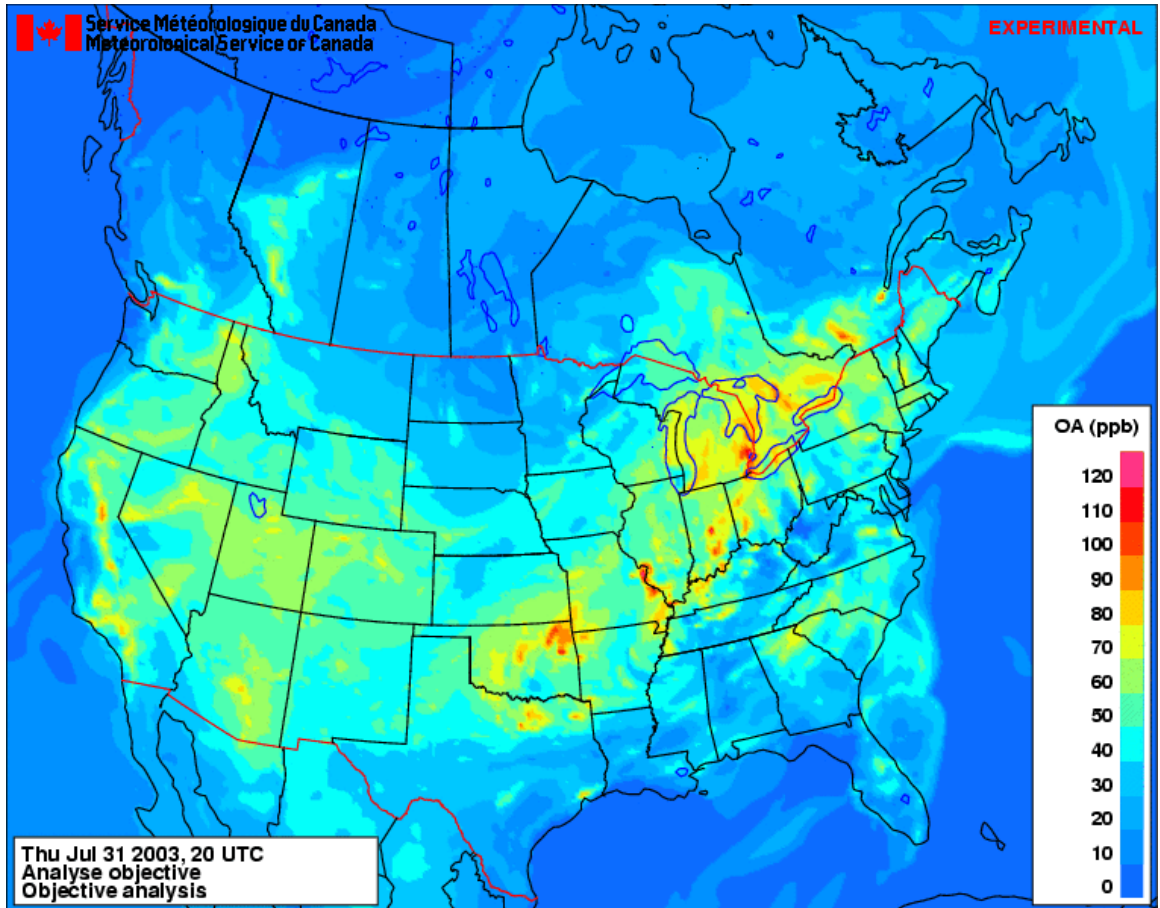 Service Météorologique du Canada
Meteorological Service of Canada
EXPERIMENTAL
OA (ppb)
120
110
100
90
80
70
60
50
40
30
20
10
0
Thu Jul 31 2003, 20 UTC
Analyse objective
Objective analysis